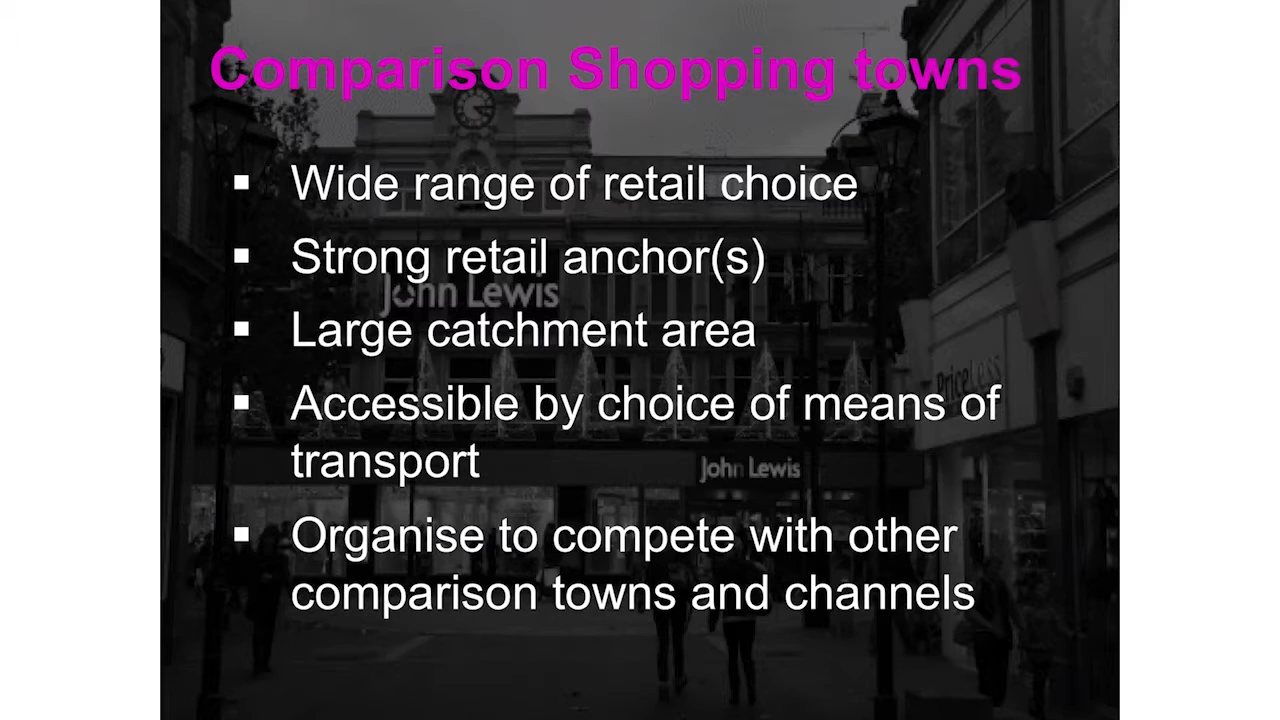 Comparison Shopping towns
▪ Wide range of retail choice
▪ Strong retail anchor(s)
John Lewis
▪ Large catchment area
PriceLess
▪ Accessible by choice of means of
transport
John Lewis
▪ Organise to compete with other
comparison towns and channels